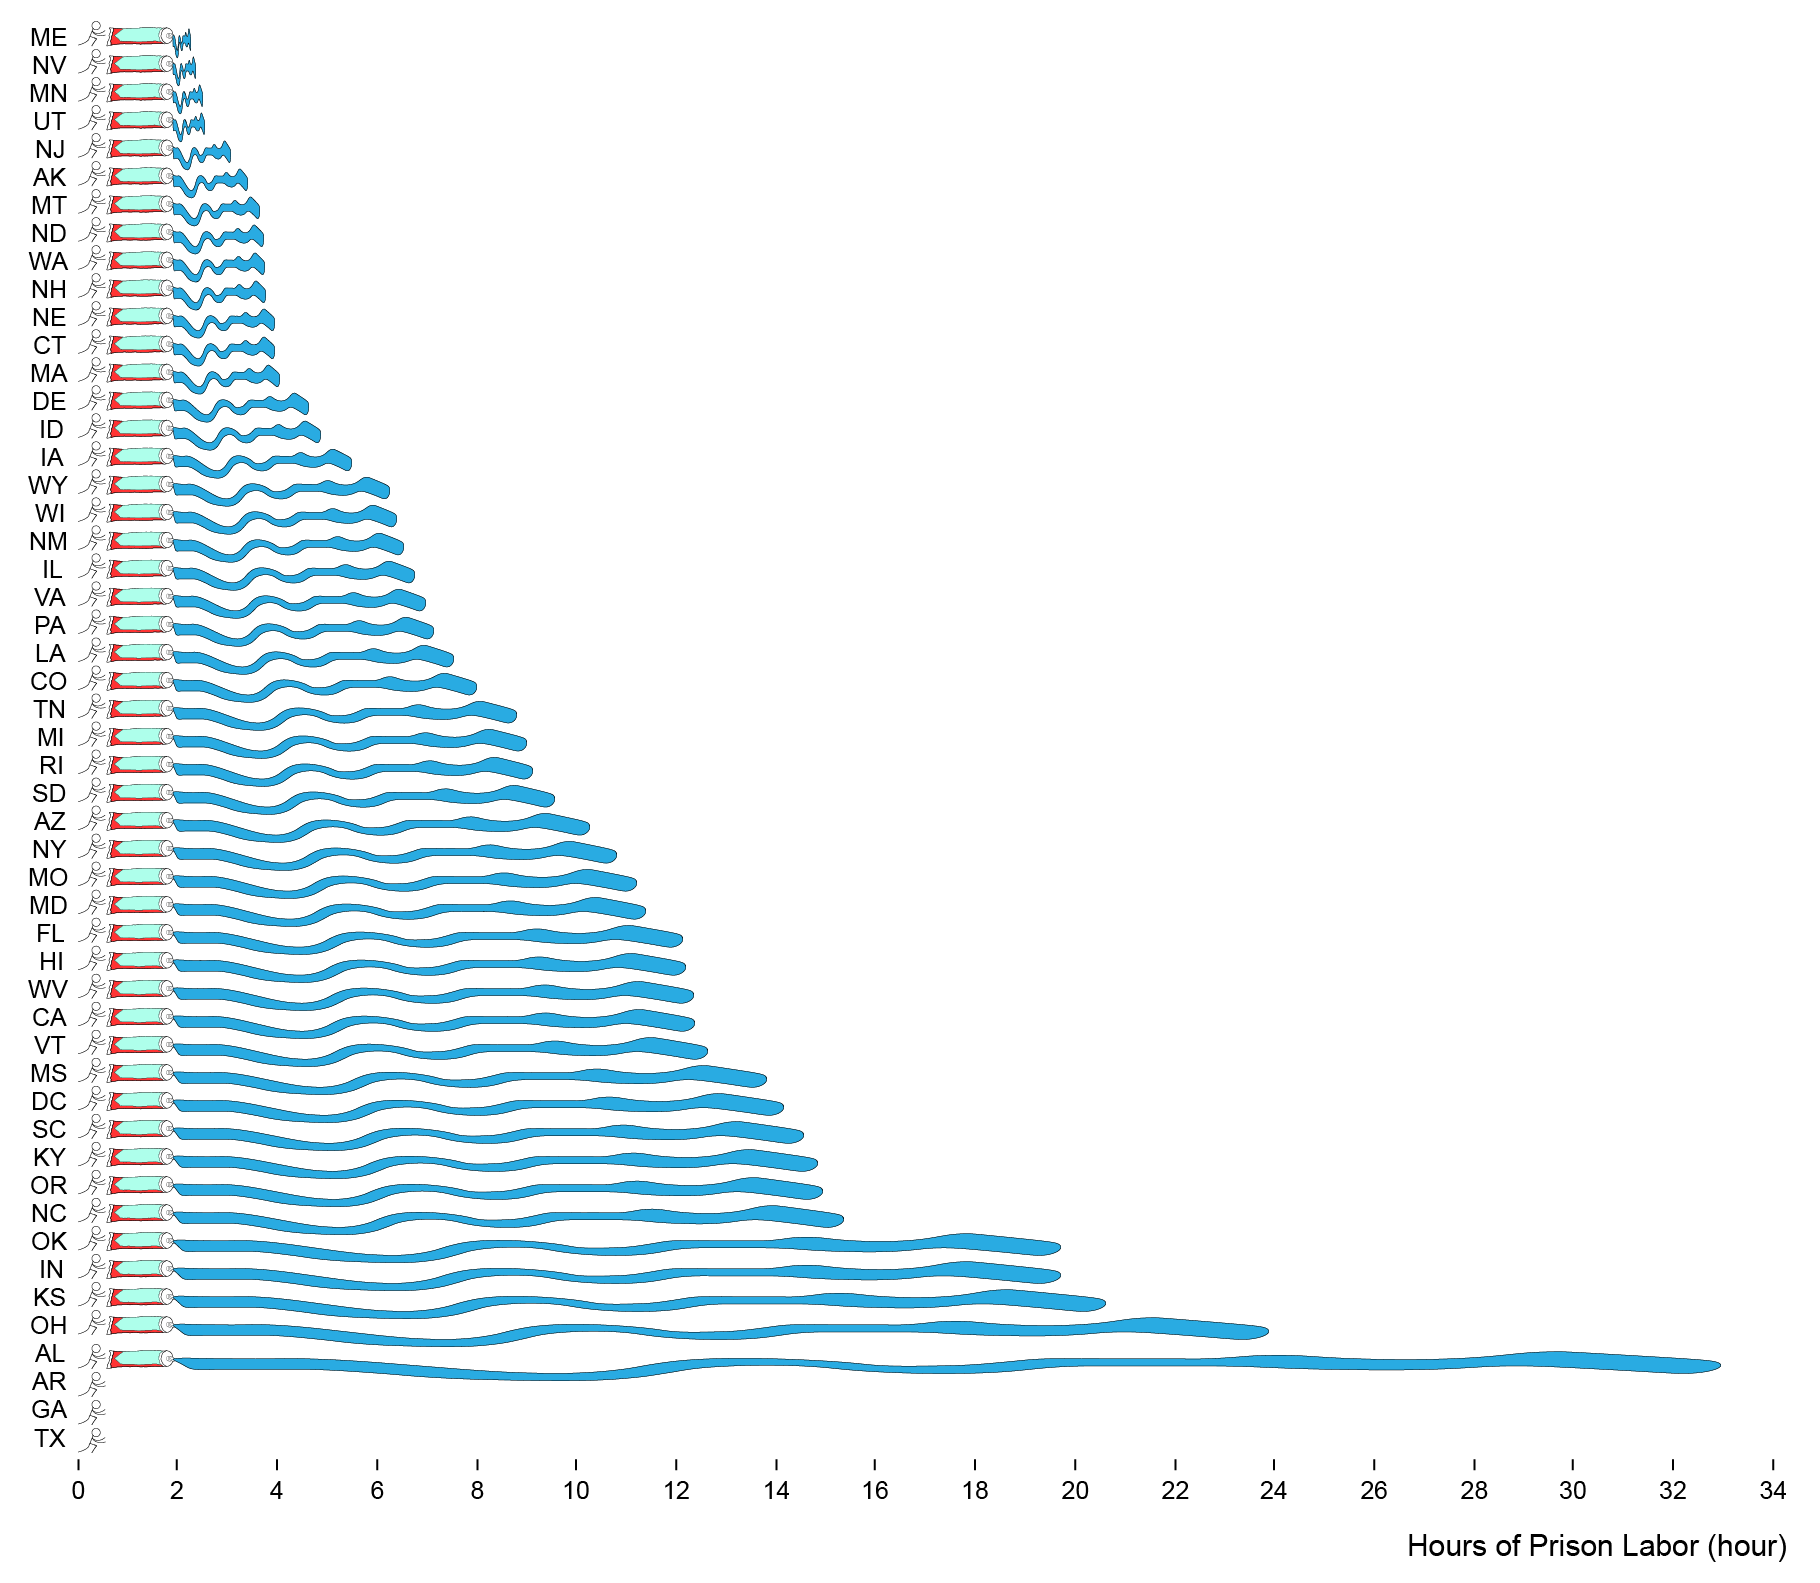 ME
NV
MN
UT
NJ
AK
MT
ND
WA
NH
NE
CT
MA
DE
ID
IA
WY
WI
NM
IL
VA
PA
LA
CO
TN
MI
RI
SD
AZ
NY
MO
MD
FL
HI
WV
CA
VT
MS
DC
SC
KY
OR
NC
OK
IN
KS
OH
AL
AR
GA
TX
0 2 4 6 8 10 12 14 16 18 20 22 24 26 28 30 32 34
Hours of Prison Labor (hour)